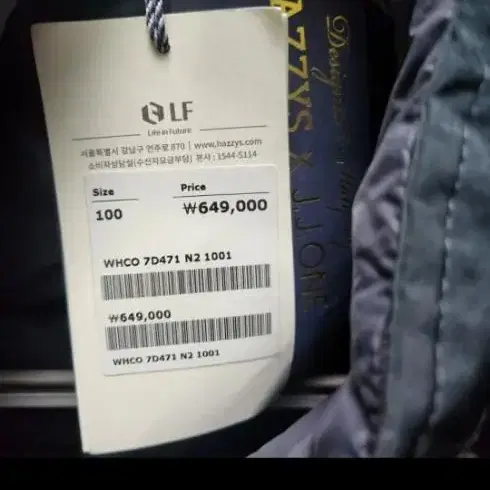 LF
Life in Future
서울특별시 강남구 언주로 870 | www.hazzys.com
소비자상담실(수신자요금부담) 본사 : 1544-5114
Size Price
100 ₩649,000
WHCO 7D471 N2 1001
₩649,000
WHCO 7D471 N2 1001
AZZYS X J.J.ONE